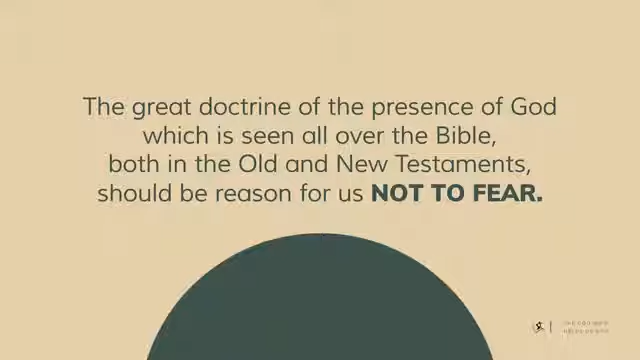 The great doctrine of the presence of God
which is seen all over the Bible,
both in the Old and New Testaments,
should be reason for us NOT TO FEAR.